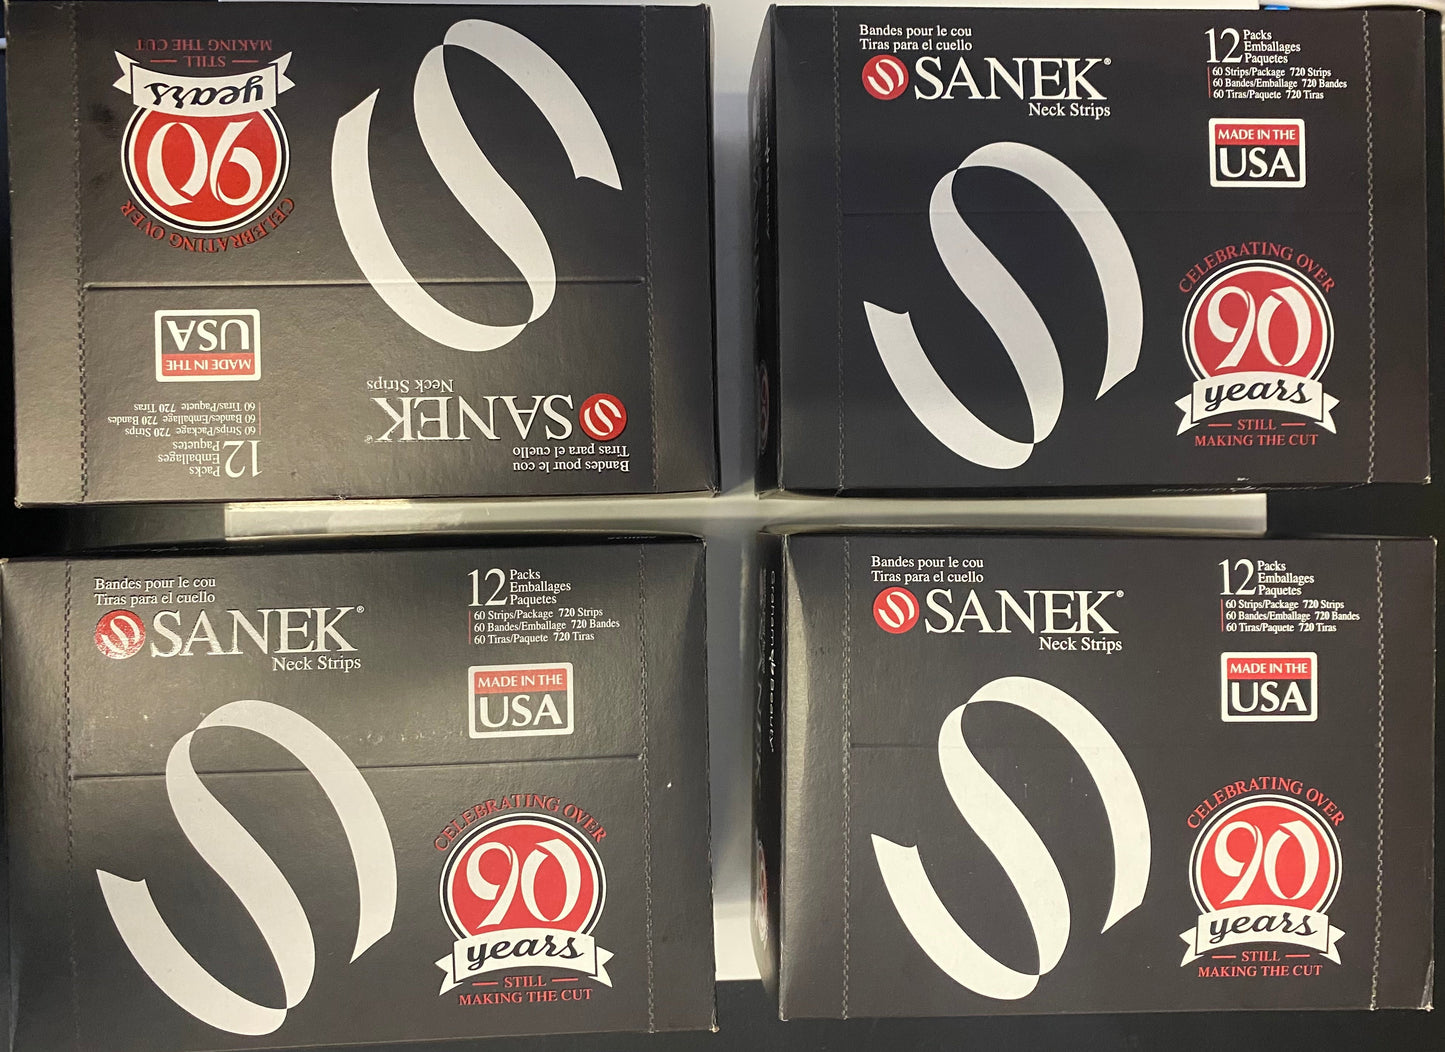 CELEBRATING OVER
90
years
STILL
MAKING THE CUT
MADE IN THE
USA
12 Packs
Emballages
Paquetes
60 Strips/Package 720 Strips
60 Bandes/Emballage 720 Bandes
60 Tiras/Paquete 720 Tiras
Bandes pour le cou
Tiras para el cuello
SANEK®
Neck Strips
Bandes pour le cou
Tiras para el cuello
SANEK®
Neck Strips
12 Packs
Emballages
Paquetes
60 Strips/Package 720 Strips
60 Bandes/Emballage 720 Bandes
60 Tiras/Paquete 720 Tiras
MADE IN THE
USA
CELEBRATING OVER
90
years
STILL
MAKING THE CUT
Bandes pour le cou
Tiras para el cuello
SANEK®
Neck Strips
12 Packs
Emballages
Paquetes
60 Strips/Package 720 Strips
60 Bandes/Emballage 720 Bandes
60 Tiras/Paquete 720 Tiras
MADE IN THE
USA
CELEBRATING OVER
90
years
STILL
MAKING THE CUT
Graham Beauty
Bandes pour le cou
Tiras para el cuello
SANEK®
Neck Strips
12 Packs
Emballages
Paquetes
60 Strips/Package 720 Strips
60 Bandes/Emballage 720 Bandes
60 Tiras/Paquete 720 Tiras
MADE IN THE
USA
CELEBRATING OVER
90
years
STILL
MAKING THE CUT